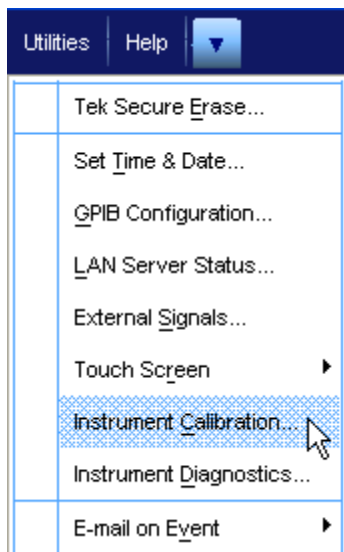 Utilities Help
Tek Secure Erase...
Set Time & Date...
GPIB Configuration...
LAN Server Status...
External Signals...
Touch Screen
Instrument Calibration...
Instrument Diagnostics...
E-mail on Event